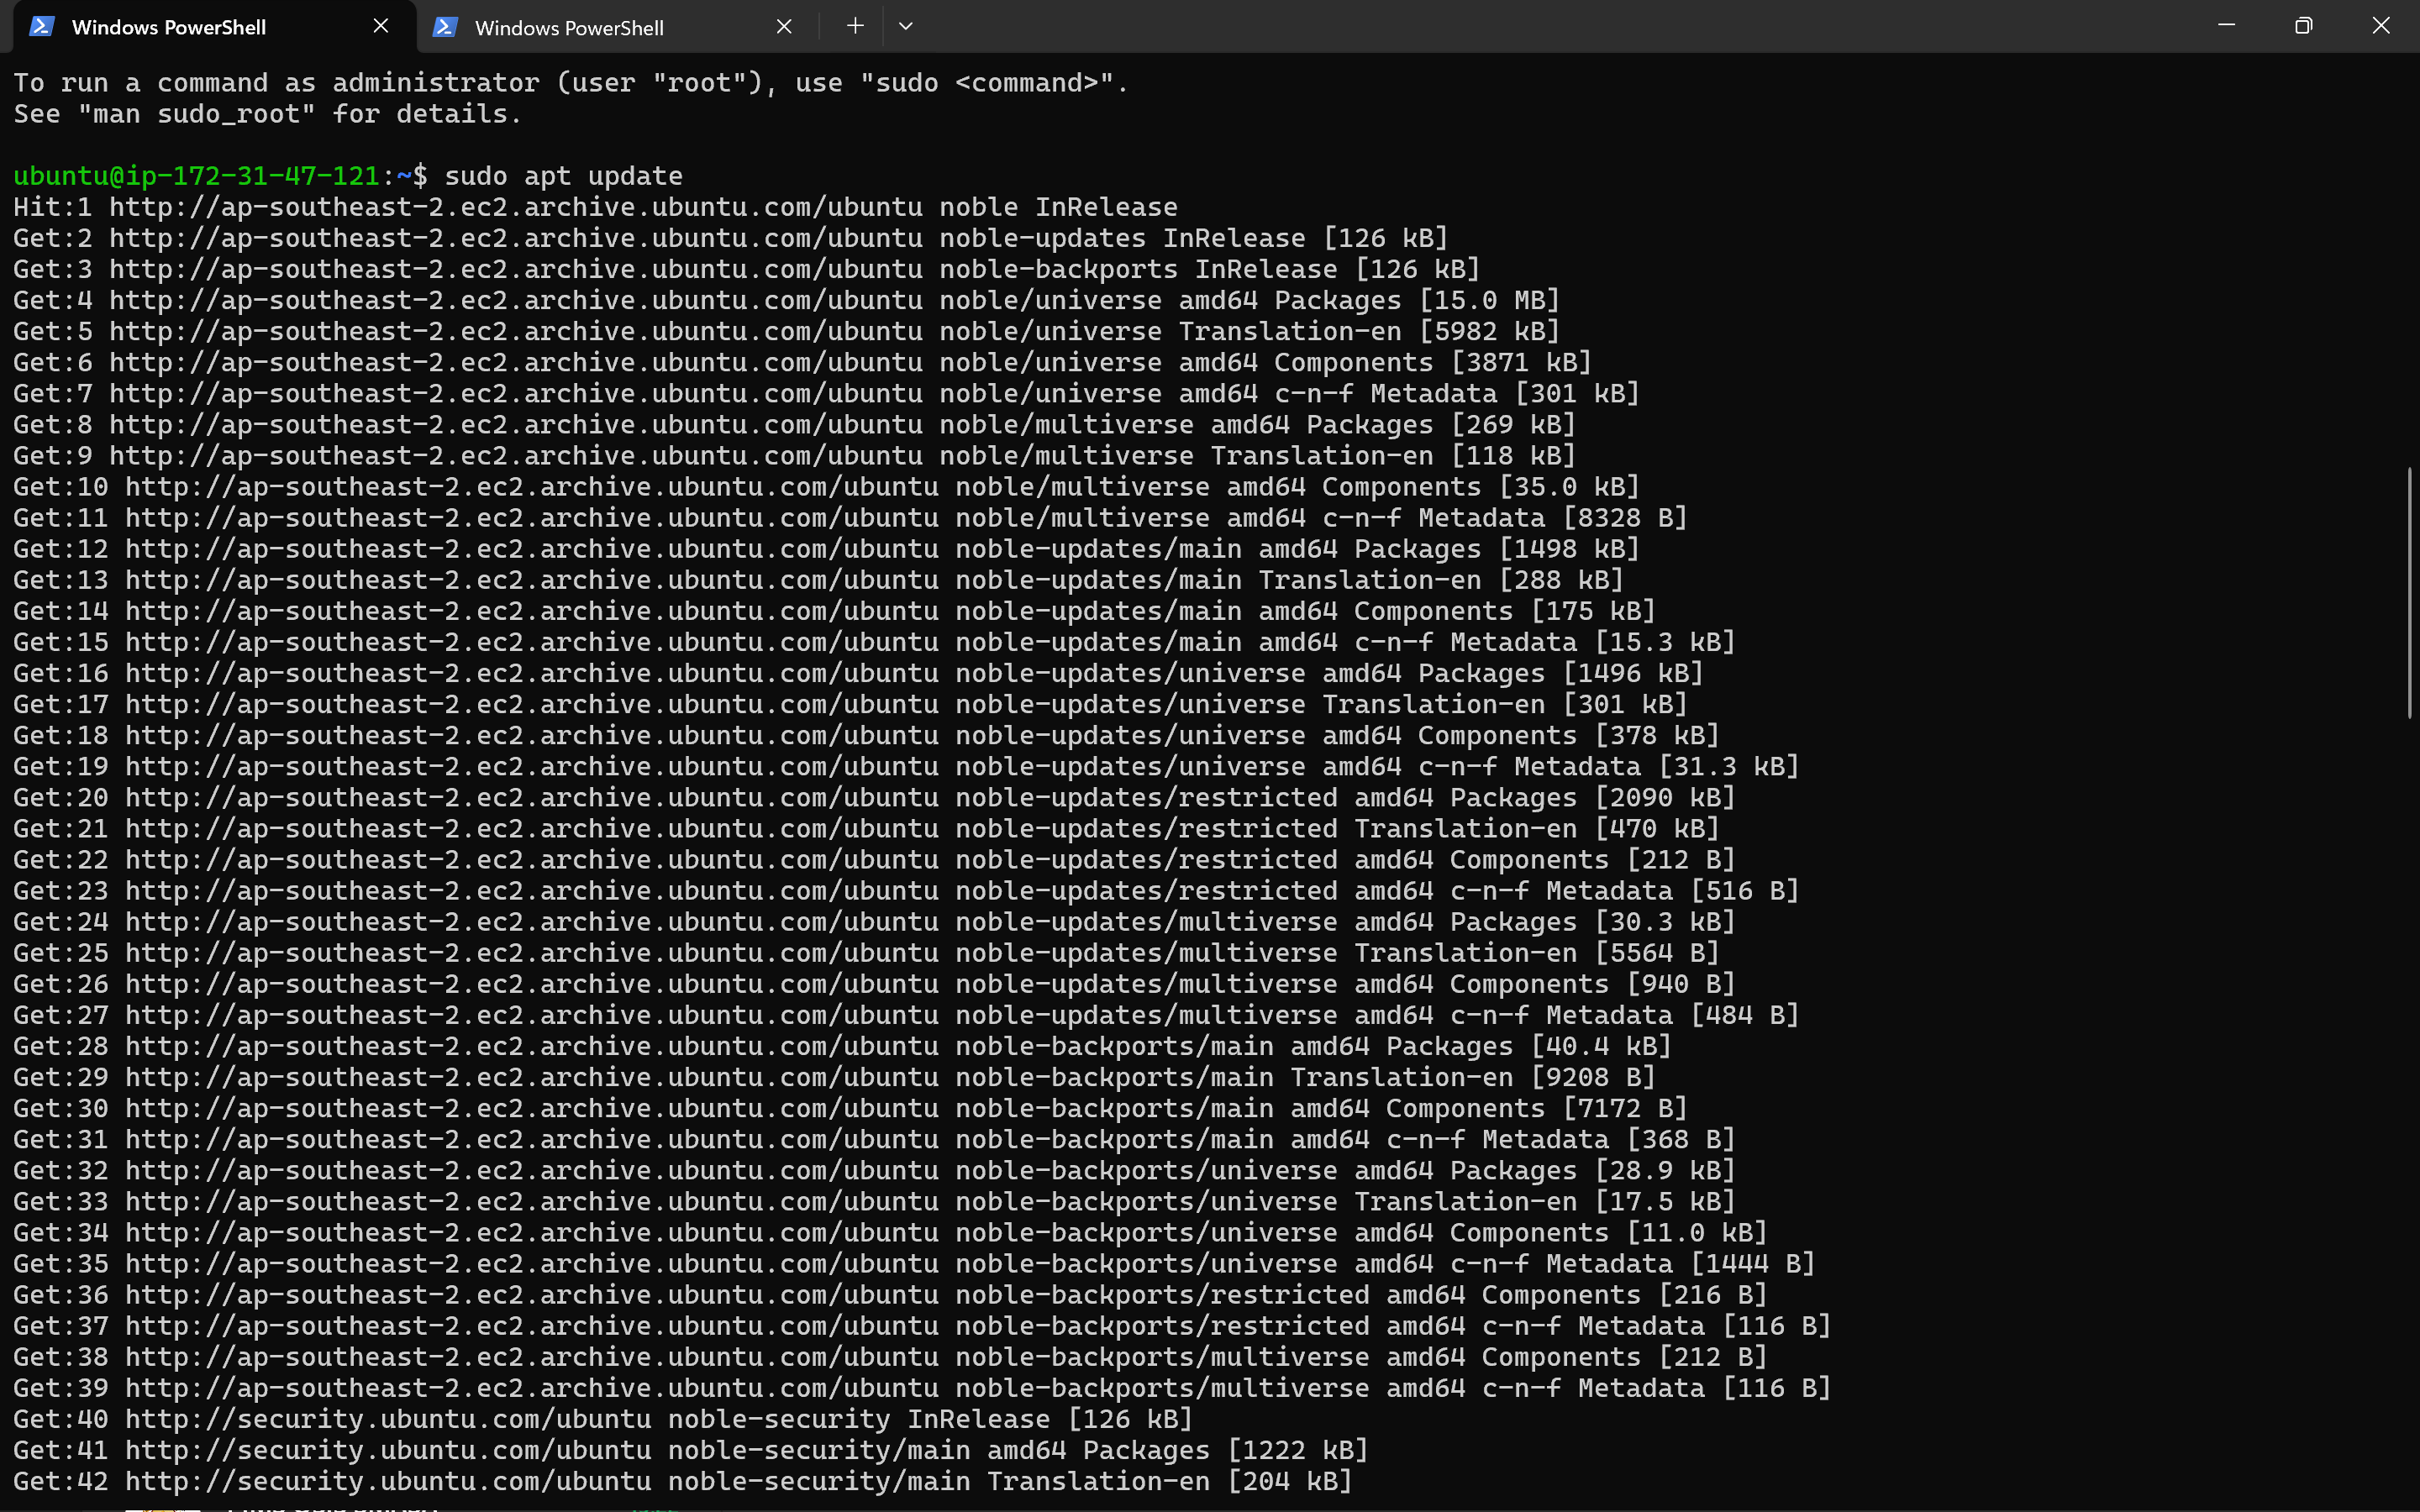 Windows PowerShell
Windows PowerShell
To run a command as administrator (user "root"), use "sudo <command>".
See "man sudo_root" for details.
ubuntu@ip-172-31-47-121:~$ sudo apt update
Hit:1 http://ap-southeast-2.ec2.archive.ubuntu.com/ubuntu noble InRelease
Get:2 http://ap-southeast-2.ec2.archive.ubuntu.com/ubuntu noble-updates InRelease [126 kB]
Get:3 http://ap-southeast-2.ec2.archive.ubuntu.com/ubuntu noble-backports InRelease [126 kB]
Get:4 http://ap-southeast-2.ec2.archive.ubuntu.com/ubuntu noble/universe amd64 Packages [15.0 MB]
Get:5 http://ap-southeast-2.ec2.archive.ubuntu.com/ubuntu noble/universe Translation-en [5982 kB]
Get:6 http://ap-southeast-2.ec2.archive.ubuntu.com/ubuntu noble/universe amd64 Components [3871 kB]
Get:7 http://ap-southeast-2.ec2.archive.ubuntu.com/ubuntu noble/universe amd64 c-n-f Metadata [301 kB]
Get:8 http://ap-southeast-2.ec2.archive.ubuntu.com/ubuntu noble/multiverse amd64 Packages [269 kB]
Get:9 http://ap-southeast-2.ec2.archive.ubuntu.com/ubuntu noble/multiverse Translation-en [118 kB]
Get:10 http://ap-southeast-2.ec2.archive.ubuntu.com/ubuntu noble/multiverse amd64 Components [35.0 kB]
Get:11 http://ap-southeast-2.ec2.archive.ubuntu.com/ubuntu noble/multiverse amd64 c-n-f Metadata [8328 B]
Get:12 http://ap-southeast-2.ec2.archive.ubuntu.com/ubuntu noble-updates/main amd64 Packages [1498 kB]
Get:13 http://ap-southeast-2.ec2.archive.ubuntu.com/ubuntu noble-updates/main Translation-en [288 kB]
Get:14 http://ap-southeast-2.ec2.archive.ubuntu.com/ubuntu noble-updates/main amd64 Components [175 kB]
Get:15 http://ap-southeast-2.ec2.archive.ubuntu.com/ubuntu noble-updates/main amd64 c-n-f Metadata [15.3 kB]
Get:16 http://ap-southeast-2.ec2.archive.ubuntu.com/ubuntu noble-updates/universe amd64 Packages [1496 kB]
Get:17 http://ap-southeast-2.ec2.archive.ubuntu.com/ubuntu noble-updates/universe Translation-en [301 kB]
Get:18 http://ap-southeast-2.ec2.archive.ubuntu.com/ubuntu noble-updates/universe amd64 Components [378 kB]
Get:19 http://ap-southeast-2.ec2.archive.ubuntu.com/ubuntu noble-updates/universe amd64 c-n-f Metadata [31.3 kB]
Get:20 http://ap-southeast-2.ec2.archive.ubuntu.com/ubuntu noble-updates/restricted amd64 Packages [2090 kB]
Get:21 http://ap-southeast-2.ec2.archive.ubuntu.com/ubuntu noble-updates/restricted Translation-en [470 kB]
Get:22 http://ap-southeast-2.ec2.archive.ubuntu.com/ubuntu noble-updates/restricted amd64 Components [212 B]
Get:23 http://ap-southeast-2.ec2.archive.ubuntu.com/ubuntu noble-updates/restricted amd64 c-n-f Metadata [516 B]
Get:24 http://ap-southeast-2.ec2.archive.ubuntu.com/ubuntu noble-updates/multiverse amd64 Packages [30.3 kB]
Get:25 http://ap-southeast-2.ec2.archive.ubuntu.com/ubuntu noble-updates/multiverse Translation-en [5564 B]
Get:26 http://ap-southeast-2.ec2.archive.ubuntu.com/ubuntu noble-updates/multiverse amd64 Components [940 B]
Get:27 http://ap-southeast-2.ec2.archive.ubuntu.com/ubuntu noble-updates/multiverse amd64 c-n-f Metadata [484 B]
Get:28 http://ap-southeast-2.ec2.archive.ubuntu.com/ubuntu noble-backports/main amd64 Packages [40.4 kB]
Get:29 http://ap-southeast-2.ec2.archive.ubuntu.com/ubuntu noble-backports/main Translation-en [9208 B]
Get:30 http://ap-southeast-2.ec2.archive.ubuntu.com/ubuntu noble-backports/main amd64 Components [7172 B]
Get:31 http://ap-southeast-2.ec2.archive.ubuntu.com/ubuntu noble-backports/main amd64 c-n-f Metadata [368 B]
Get:32 http://ap-southeast-2.ec2.archive.ubuntu.com/ubuntu noble-backports/universe amd64 Packages [28.9 kB]
Get:33 http://ap-southeast-2.ec2.archive.ubuntu.com/ubuntu noble-backports/universe Translation-en [17.5 kB]
Get:34 http://ap-southeast-2.ec2.archive.ubuntu.com/ubuntu noble-backports/universe amd64 Components [11.0 kB]
Get:35 http://ap-southeast-2.ec2.archive.ubuntu.com/ubuntu noble-backports/universe amd64 c-n-f Metadata [1444 B]
Get:36 http://ap-southeast-2.ec2.archive.ubuntu.com/ubuntu noble-backports/restricted amd64 Components [216 B]
Get:37 http://ap-southeast-2.ec2.archive.ubuntu.com/ubuntu noble-backports/restricted amd64 c-n-f Metadata [116 B]
Get:38 http://ap-southeast-2.ec2.archive.ubuntu.com/ubuntu noble-backports/multiverse amd64 Components [212 B]
Get:39 http://ap-southeast-2.ec2.archive.ubuntu.com/ubuntu noble-backports/multiverse amd64 c-n-f Metadata [116 B]
Get:40 http://security.ubuntu.com/ubuntu noble-security InRelease [126 kB]
Get:41 http://security.ubuntu.com/ubuntu noble-security/main amd64 Packages [1222 kB]
Get:42 http://security.ubuntu.com/ubuntu noble-security/main Translation-en [204 kB]